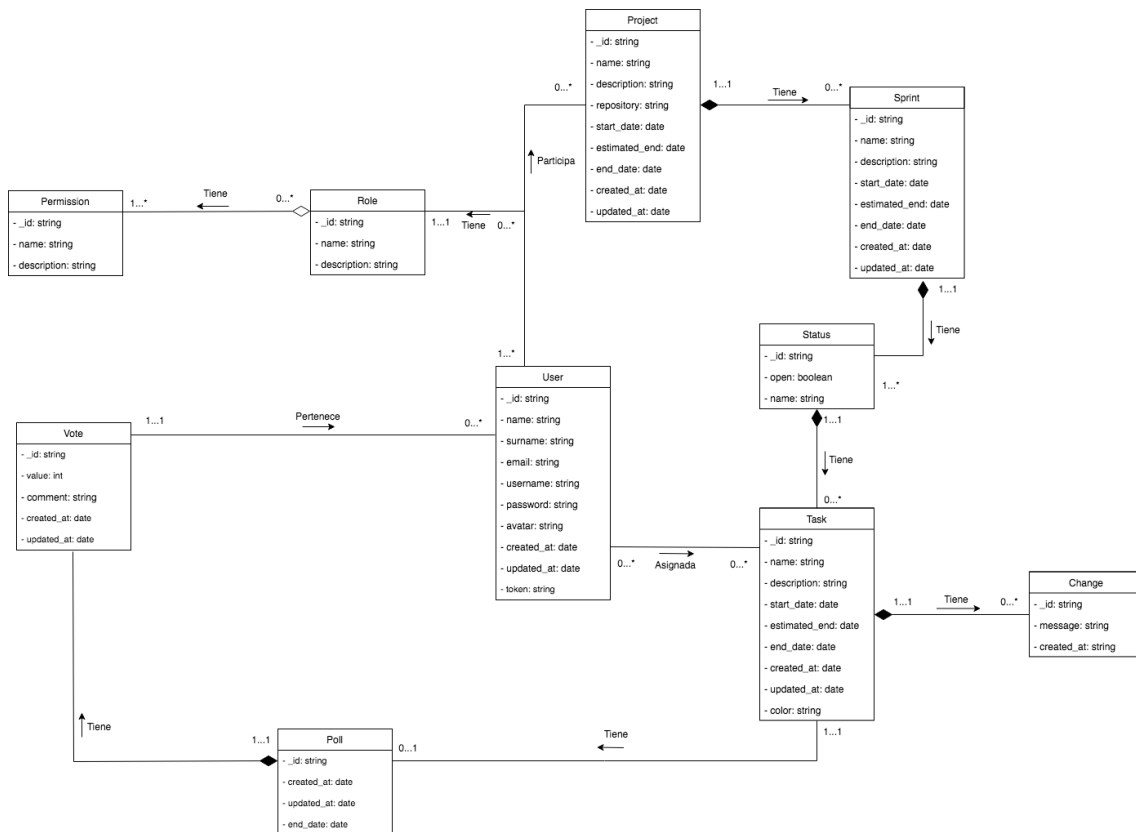 Project
- _id: string
- name: string
- description: string
- repository: string
- start_date: date
- estimated_end: date
- end_date: date
- created_at: date
- updated_at: date
1...1
Tiene
0...*
Sprint
- _id: string
- name: string
- description: string
- start_date: date
- estimated_end: date
- end_date: date
- created_at: date
- updated_at: date
0...*
Participa
Permission
- _id: string
- name: string
- description: string
1...*
Tiene
0...*
Role
- _id: string
- name: string
- description: string
1...1
Tiene
0...*
1...1
Tiene
1...*
Status
- _id: string
- open: boolean
- name: string
1...1
Tiene
0...*
1...*
User
- _id: string
- name: string
- surname: string
- email: string
- username: string
- password: string
- avatar: string
- created_at: date
- updated_at: date
- token: string
1...1
Pertenece
0...*
Vote
- _id: string
- value: int
- comment: string
- created_at: date
- updated_at: date
0...*
Asignada
0...*
Task
- _id: string
- name: string
- description: string
- start_date: date
- estimated_end: date
- end_date: date
- created_at: date
- updated_at: date
- color: string
1...1
Tiene
0...*
Change
- _id: string
- message: string
- created_at: string
Tiene
1...1
Poll
- _id: string
- created_at: date
- updated_at: date
- end_date: date
0...1
Tiene
1...1